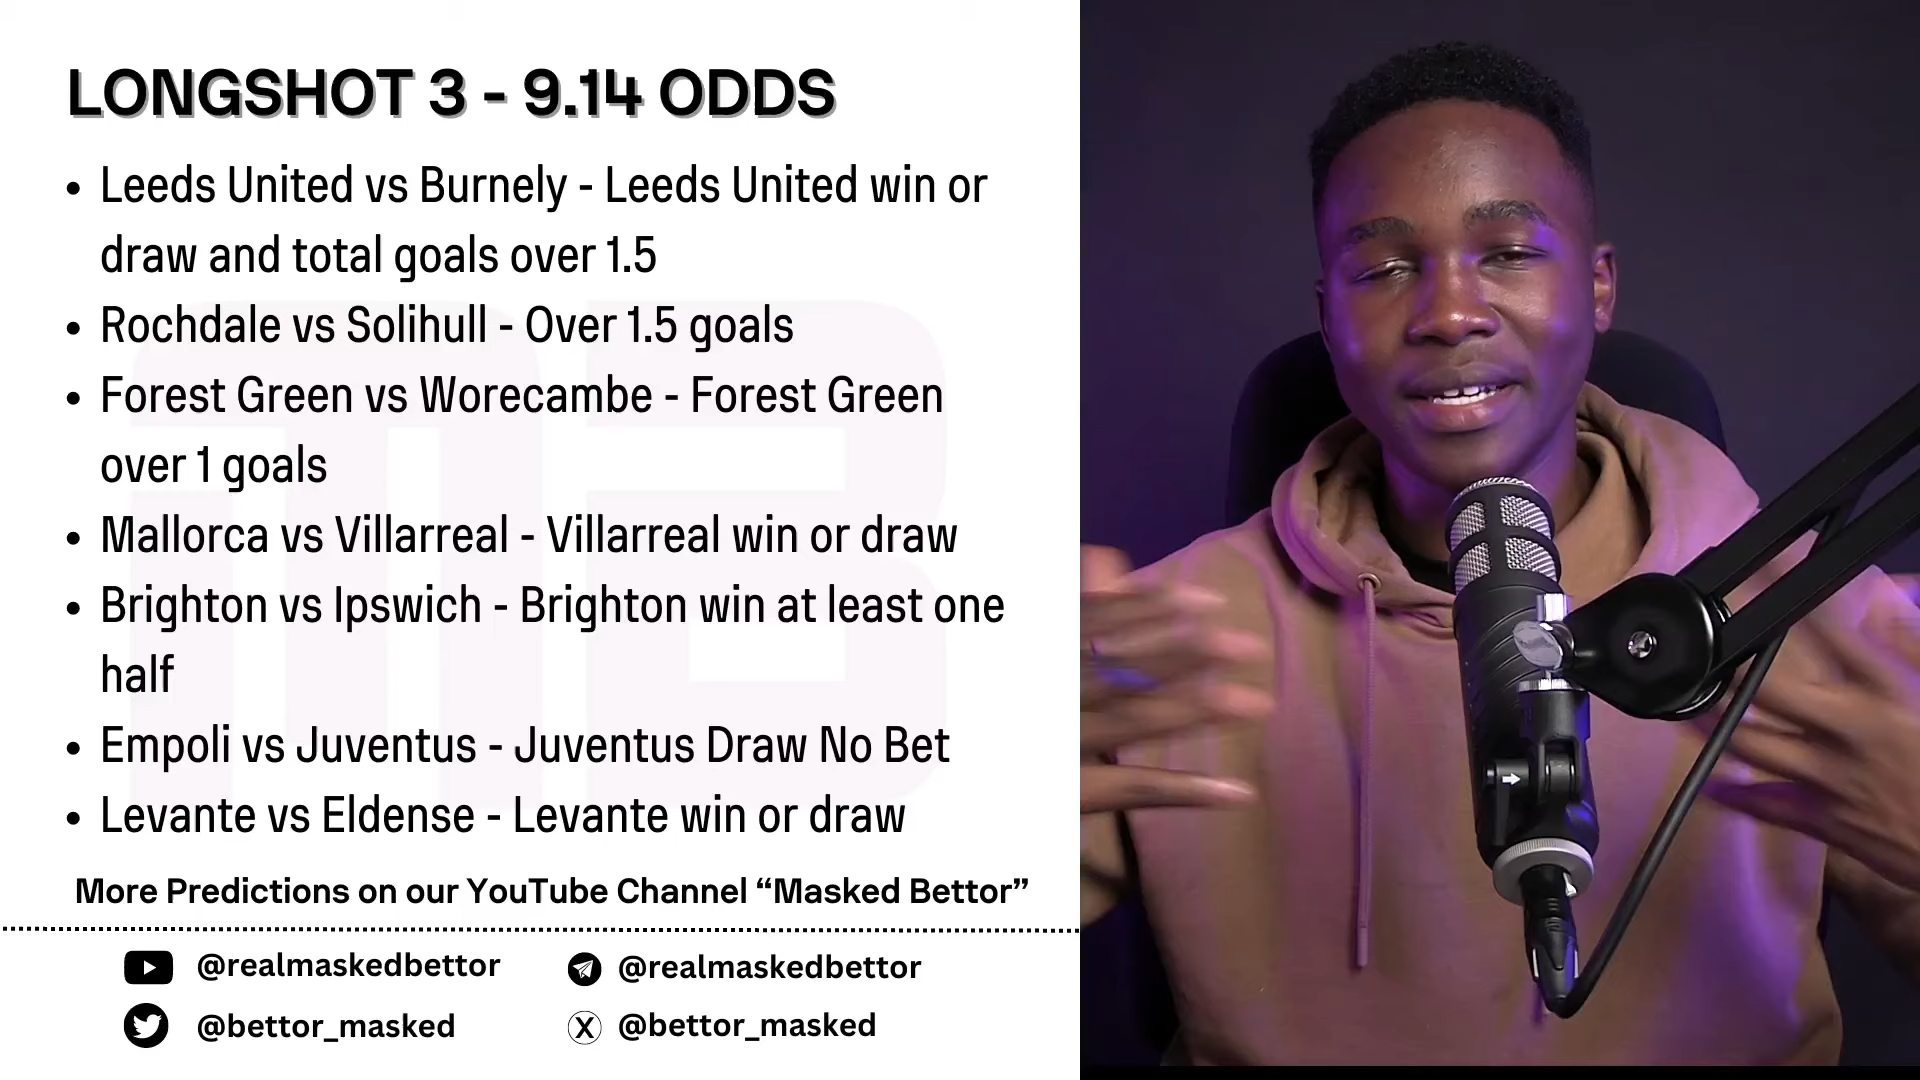 LONGSHOT 3 - 9.14 ODDS
• Leeds United vs Burnely - Leeds United win or
draw and total goals over 1.5
• Rochdale vs Solihull - Over 1.5 goals
• Forest Green vs Worecambe - Forest Green
over 1 goals
• Mallorca vs Villarreal - Villarreal win or draw
• Brighton vs Ipswich - Brighton win at least one
half
• Empoli vs Juventus - Juventus Draw No Bet
• Levante vs Eldense - Levante win or draw
More Predictions on our YouTube Channel “Masked Bettor”
@realmaskedbettor
@realmaskedbettor
@bettor_masked
X @bettor_masked
MB